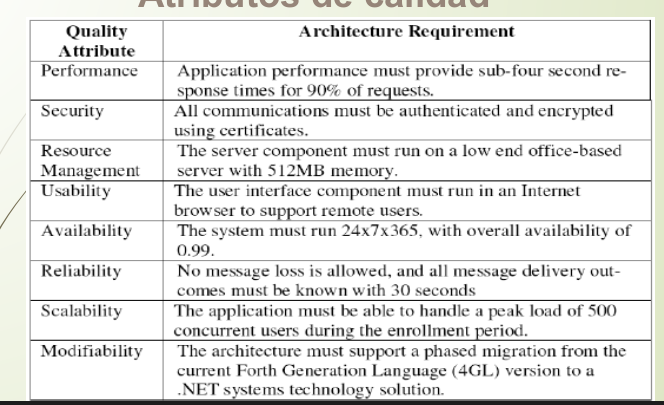 Atributos de calidad
Quality
Attribute
Architecture Requirement
Performance
Application performance must provide sub-four second re-
sponse times for 90% of requests.
Security
All communications must be authenticated and encrypted
using certificates.
Resource
Management
The server component must run on a low end office-based
server with 512MB memory.
Usability
The user interface component must run in an Internet
browser to support remote users.
Availability
The system must run 24x7x365, with overall availability of
0.99.
Reliability
No message loss is allowed, and all message delivery out-
comes must be known with 30 seconds
Scalability
The application must be able to handle a peak load of 500
concurrent users during the enrollment period.
Modifiability
The architecture must support a phased migration from the
current Forth Generation Language (4GL) version to a
.NET systems technology solution.